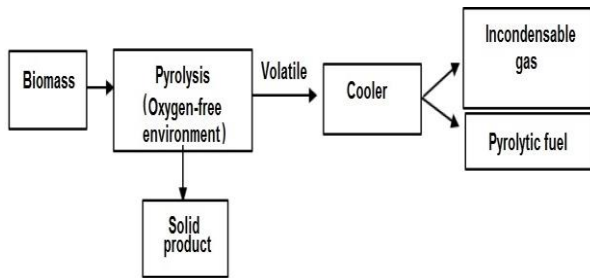 Biomass
Pyrolysis
(Oxygen-free
environment)
Volatile
Cooler
Incondensable
gas
Pyrolytic fuel
Solid
product